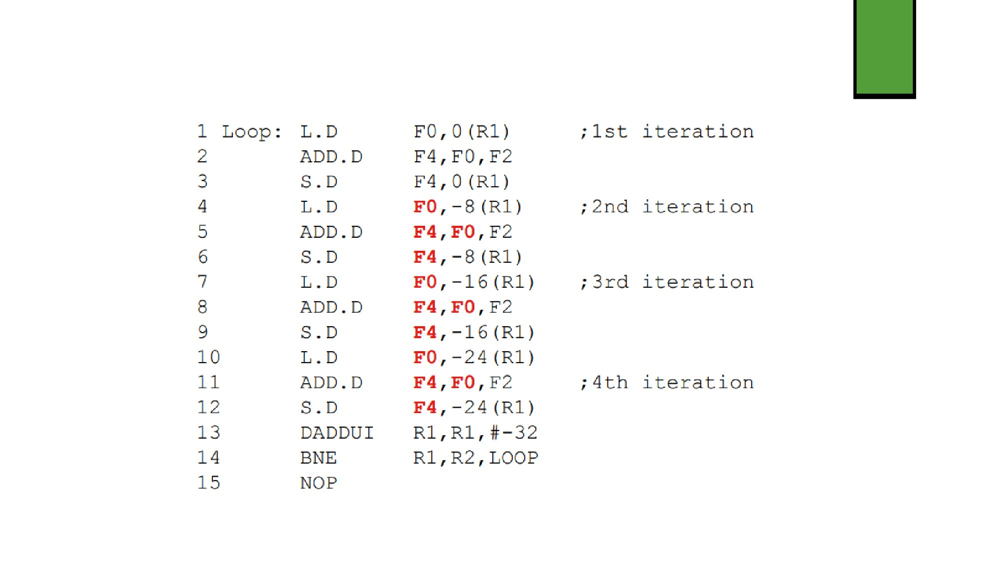 1 Loop: L.D F0,0(R1) ;1st iteration
2 ADD.D F4,F0,F2
3 S.D F4,0(R1)
4 L.D F0,-8(R1) ;2nd iteration
5 ADD.D F4,F0,F2
6 S.D F4,-8(R1)
7 L.D F0,-16(R1) ;3rd iteration
8 ADD.D F4,F0,F2
9 S.D F4,-16(R1)
10 L.D F0,-24(R1)
11 ADD.D F4,F0,F2 ;4th iteration
12 S.D F4,-24(R1)
13 DADDUI R1,R1,#-32
14 BNE R1,R2,LOOP
15 NOP